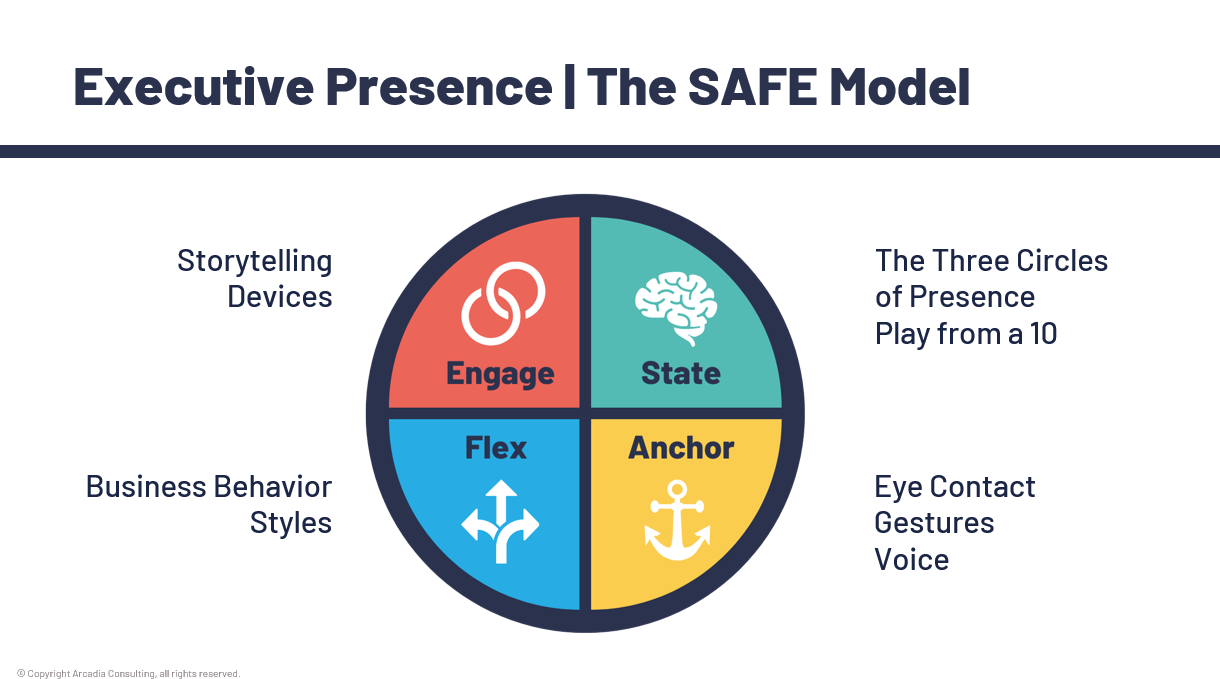 Executive Presence | The SAFE Model
Storytelling
Devices
Engage
State
The Three Circles
of Presence
Play from a 10
Business Behavior
Styles
Flex
Anchor
Eye Contact
Gestures
Voice
© Copyright Arcadia Consulting, all rights reserved.